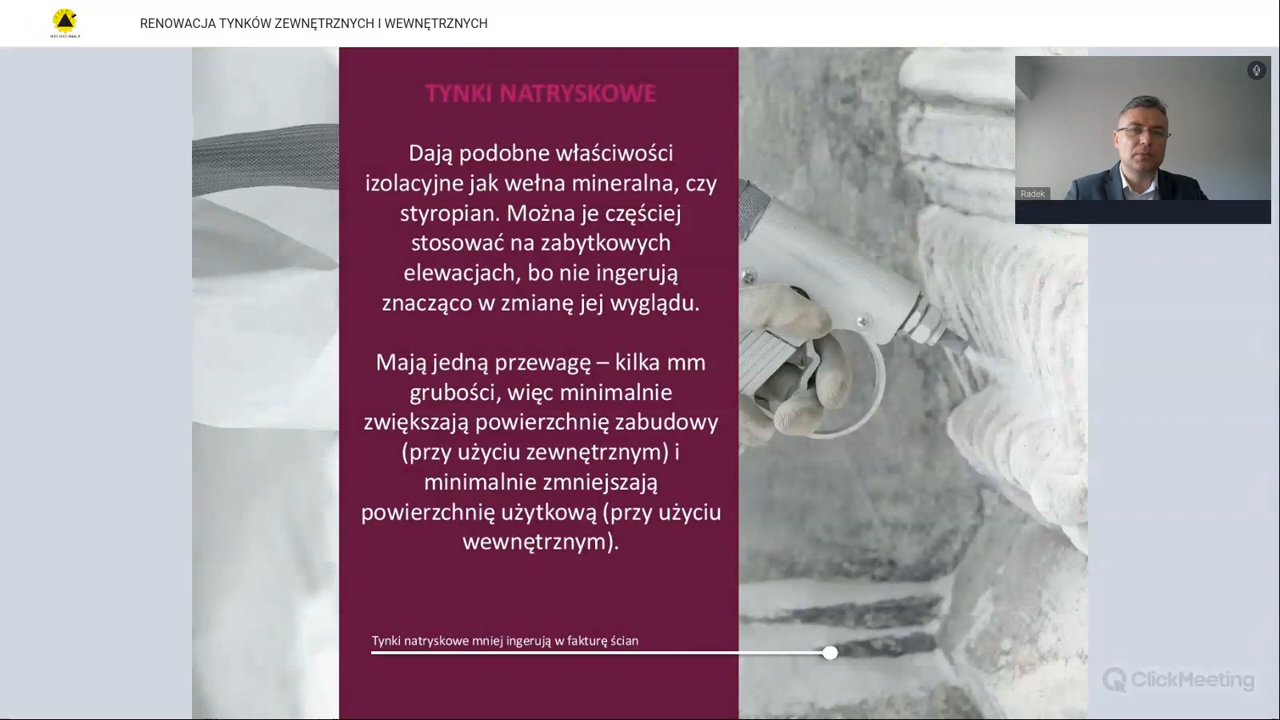 RENOWACJA TYNKÓW ZEWNĘTRZNYCH I WEWNĘTRZNYCH
TYNKI NATRYSKOWE
Dają podobne właściwości
izolacyjne jak wełna mineralna, czy
styropian. Można je częściej
stosować na zabytkowych
elewacjach, bo nie ingerują
znacząco w zmianę jej wyglądu.
Mają jedną przewagę – kilka mm
grubości, więc minimalnie
zwiększają powierzchnię zabudowy
(przy użyciu zewnętrznym) i
minimalnie zmniejszają
powierzchnię użytkową (przy użyciu
wewnętrznym).
Tynki natryskowe mniej ingerują w fakturę ścian
Radek
ClickMeeting